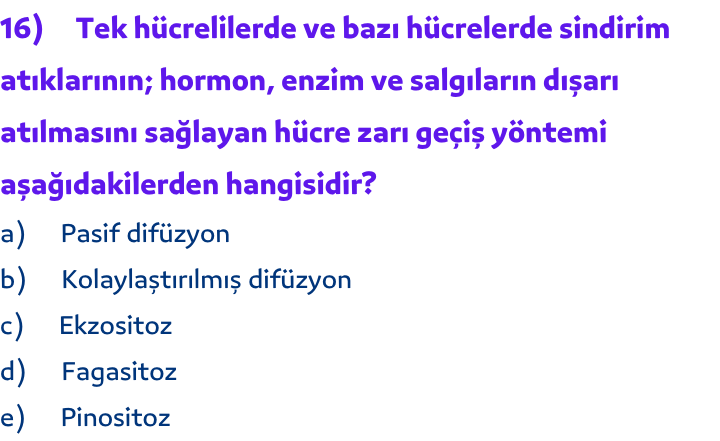 16) Tek hücrelilerde ve bazı hücrelerde sindirim
atıklarının; hormon, enzim ve salgıların dışarı
atılmasını sağlayan hücre zarı geçiş yöntemi
aşağıdakilerden hangisidir?
a) Pasif difüzyon
b) Kolaylaştırılmış difüzyon
c) Ekzositoz
d) Fagasitoz
e) Pinositoz